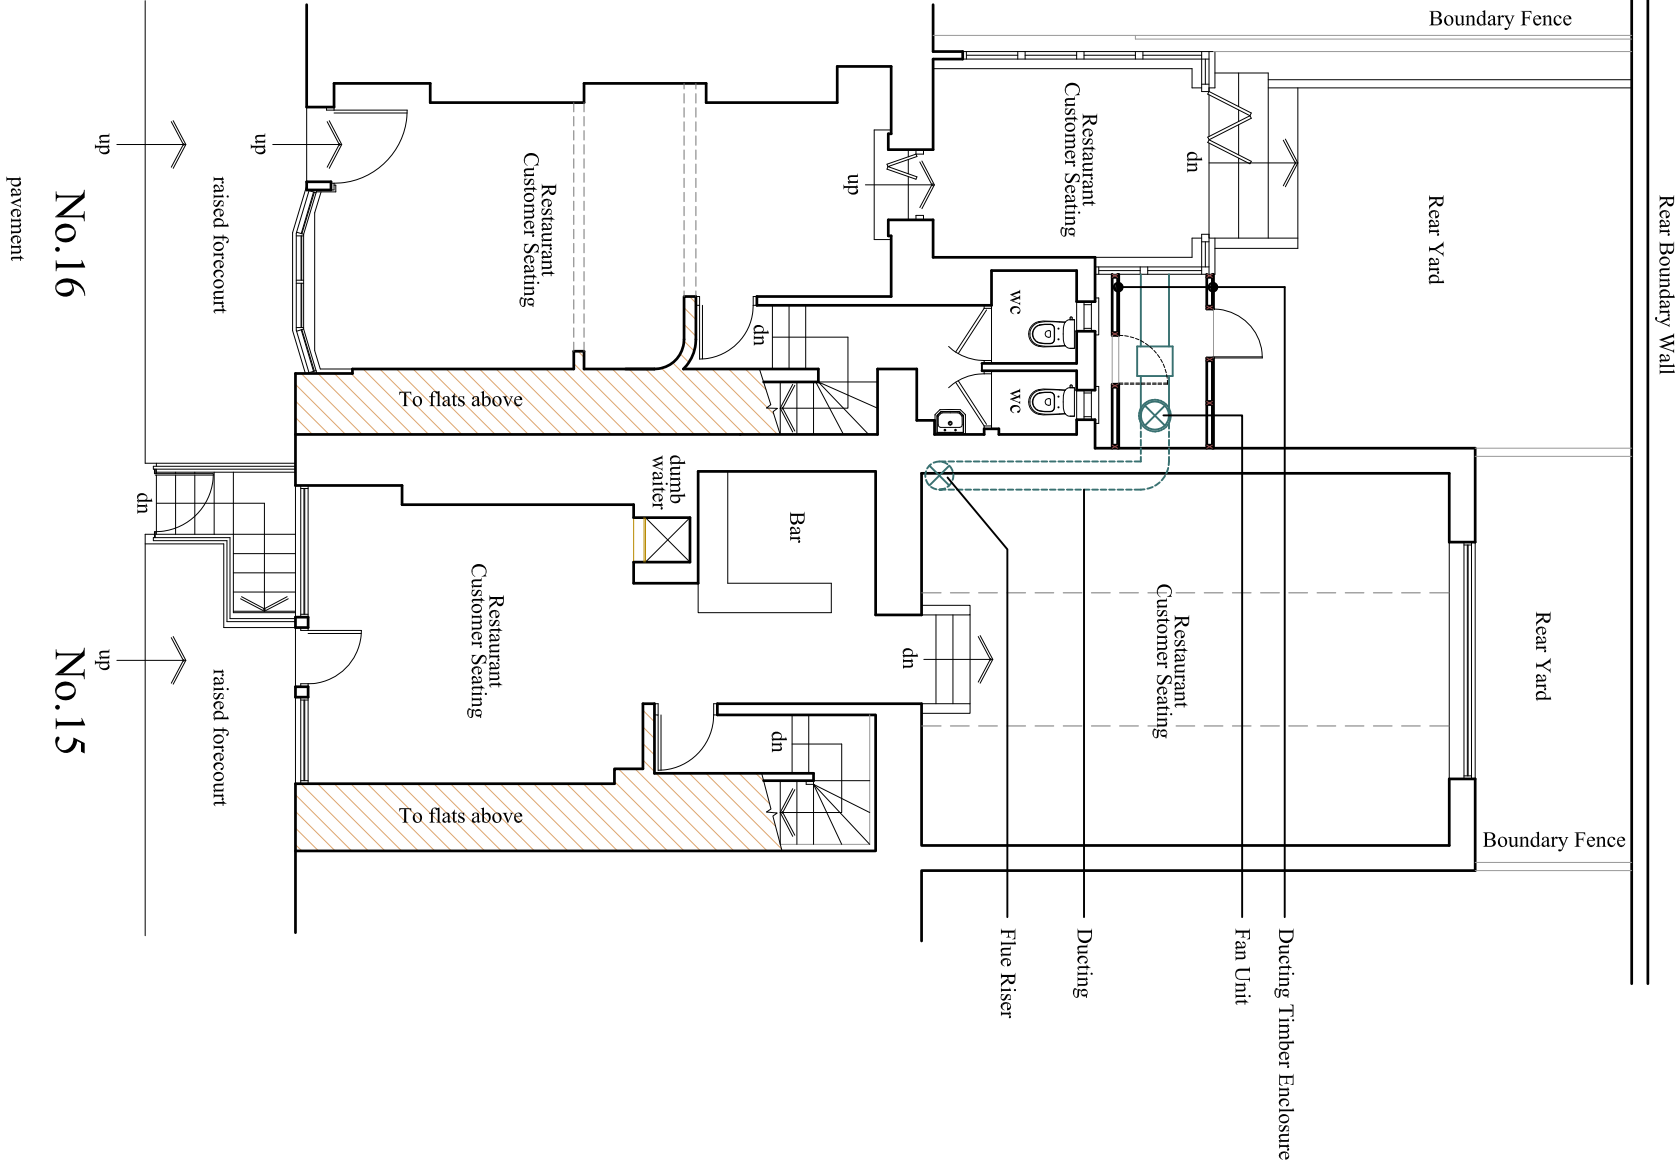 Boundary Fence
Rear Boundary Wall
Rear Yard
dn
Restaurant
Customer Seating
up
Restaurant
Customer Seating
up
up
raised forecourt
No.16
pavement
wc
wc
dn
To flats above
dumb
waiter
Bar
dn
Restaurant
Customer Seating
dn
Restaurant
Customer Seating
Rear Yard
up
raised forecourt
No.15
dn
To flats above
Boundary Fence
Flue Riser
Ducting
Fan Unit
Ducting Timber Enclosure